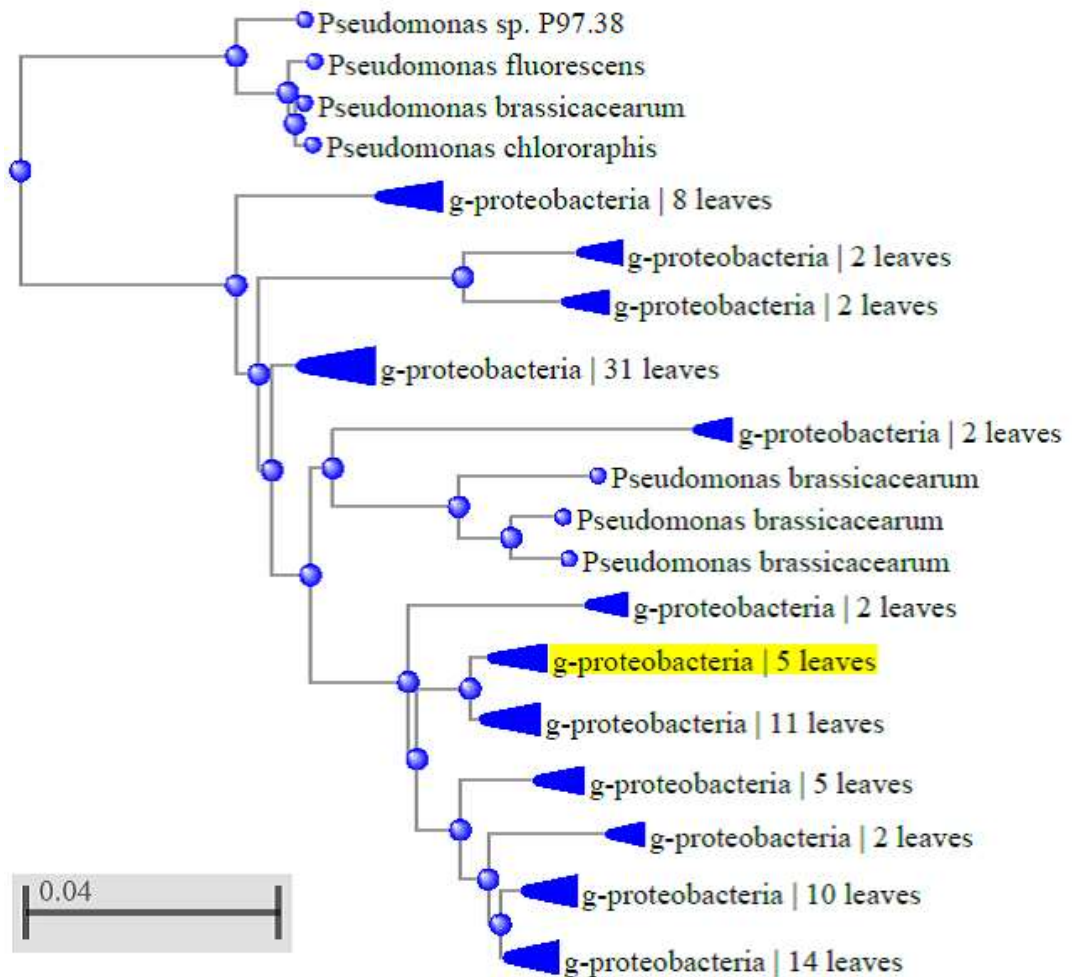 Pseudomonas sp. P97.38
Pseudomonas fluorescens
Pseudomonas brassicacearum
Pseudomonas chlororaphis
g-proteobacteria | 8 leaves
g-proteobacteria | 2 leaves
g-proteobacteria | 2 leaves
g-proteobacteria | 31 leaves
g-proteobacteria | 2 leaves
Pseudomonas brassicacearum
Pseudomonas brassicacearum
Pseudomonas brassicacearum
g-proteobacteria | 2 leaves
g-proteobacteria | 5 leaves
g-proteobacteria | 11 leaves
g-proteobacteria | 5 leaves
g-proteobacteria | 2 leaves
g-proteobacteria | 10 leaves
g-proteobacteria | 14 leaves
0.04